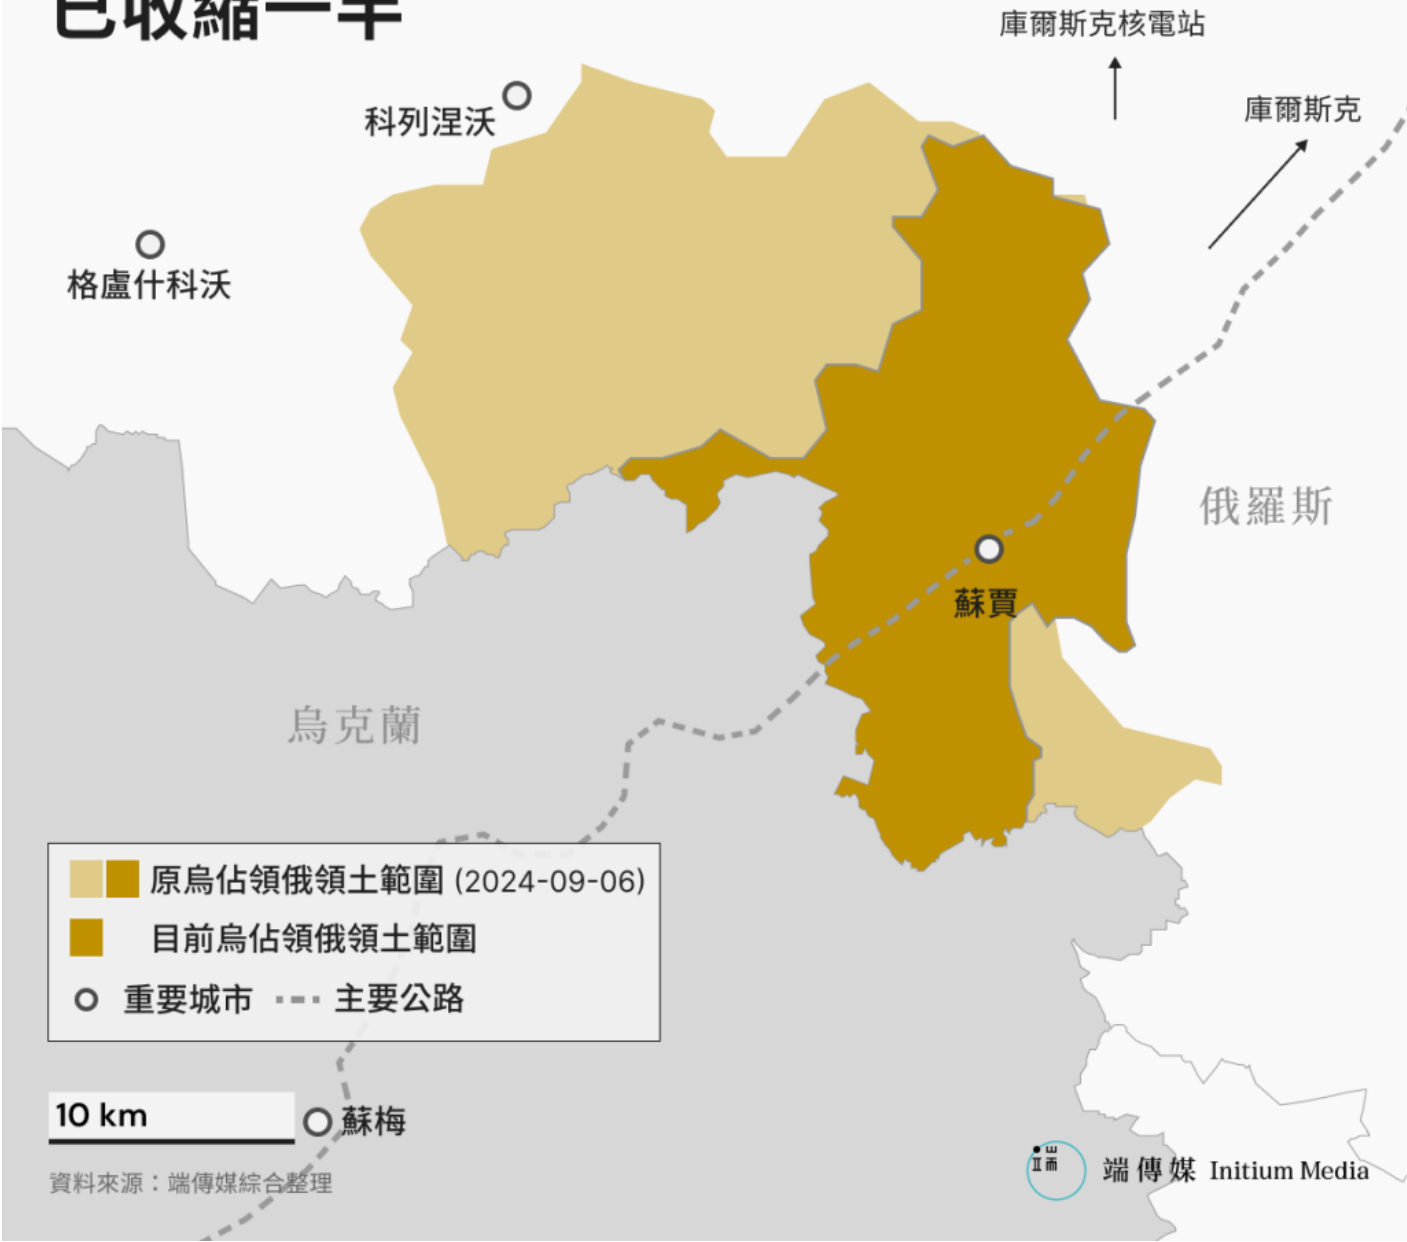 已收縮一半
庫爾斯克核電站
庫爾斯克
科列涅沃
格盧什科沃
俄羅斯
蘇賈
烏克蘭
原烏佔領俄領土範圍 (2024-09-06)
目前烏佔領俄領土範圍
重要城市 主要公路
10 km
蘇梅
資料來源：端傳媒綜合整理
端傳媒 Initium Media